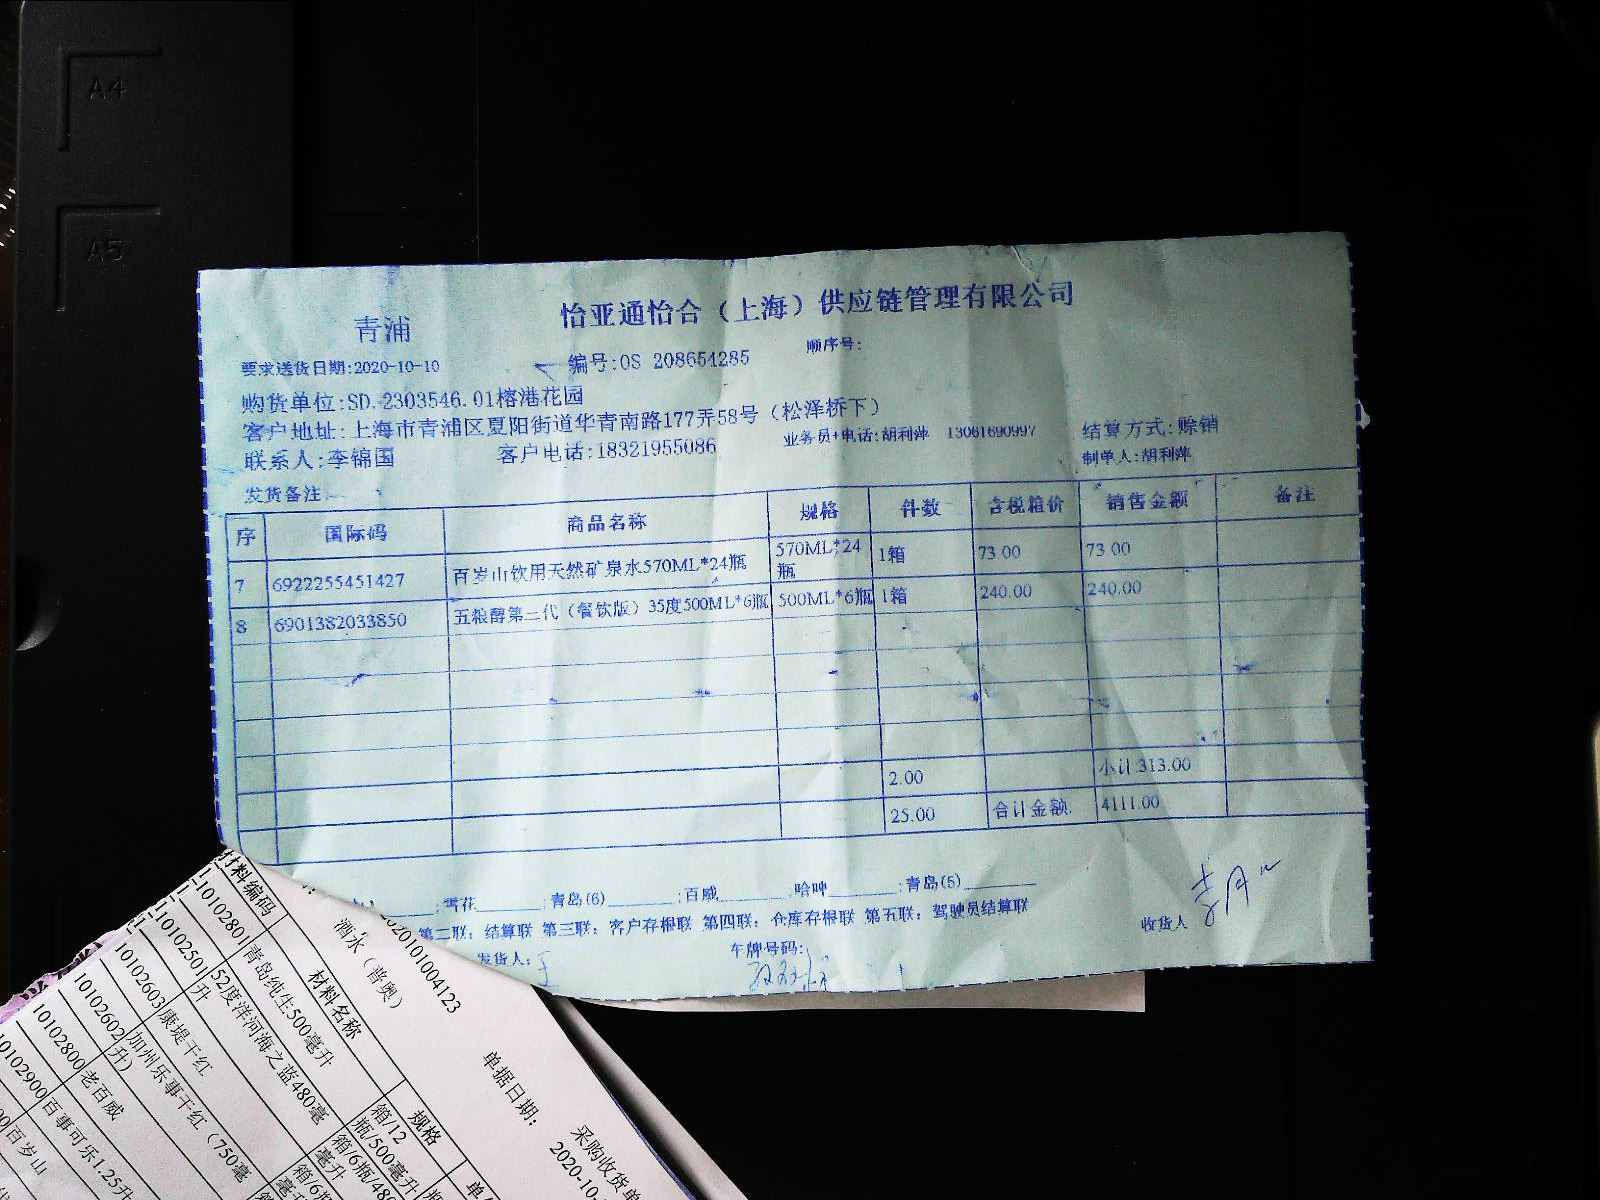 A4
A5
怡亚通怡合（上海）供应链管理有限公司
青浦
要求送货日期:2020-10-10 编号:OS 208654285 顺序号:
购货单位:SD.2303546.01榕港花园
客户地址:上海市青浦区夏阳街道华青南路177弄58号（松泽桥下）
联系人:李锦国 客户电话:18321955086 业务员+电话:胡利萍 13061690997 结算方式:赊销
制单人:胡利萍
发货备注
序 国际码 商品名称 规格 件数 含税箱价 销售金额 备注
7 6922255451427 百岁山饮用天然矿泉水570ML*24瓶 570ML*24瓶 1箱 73.00 73.00
8 6901382033850 五粮醇第二代（餐饮版）35度500ML*6瓶 500ML*6瓶 1箱 240.00 240.00
2.00 小计:313.00
25.00 合计金额: 4111.00
:雪花 :青岛(6) :百威 :哈啤 :青岛(5)
第二联: 结算联 第三联: 客户存根联 第四联: 仓库存根联 第五联: 驾驶员结算联
收货人
发货人: 车牌号码:
020101004123
酒水（普奥）
单据日期:
采购收货单
2020-10-
材料编码 材料名称 规格
10102801 青岛纯生500毫升 箱/12
10102501 52度洋河海之蓝480毫升 瓶/500毫升
10102603 康堤干红 箱/6瓶/480毫升
10102602 加州乐事干红（750毫升）
10102800 老百威
10102900 百事可乐1.25升
百岁山